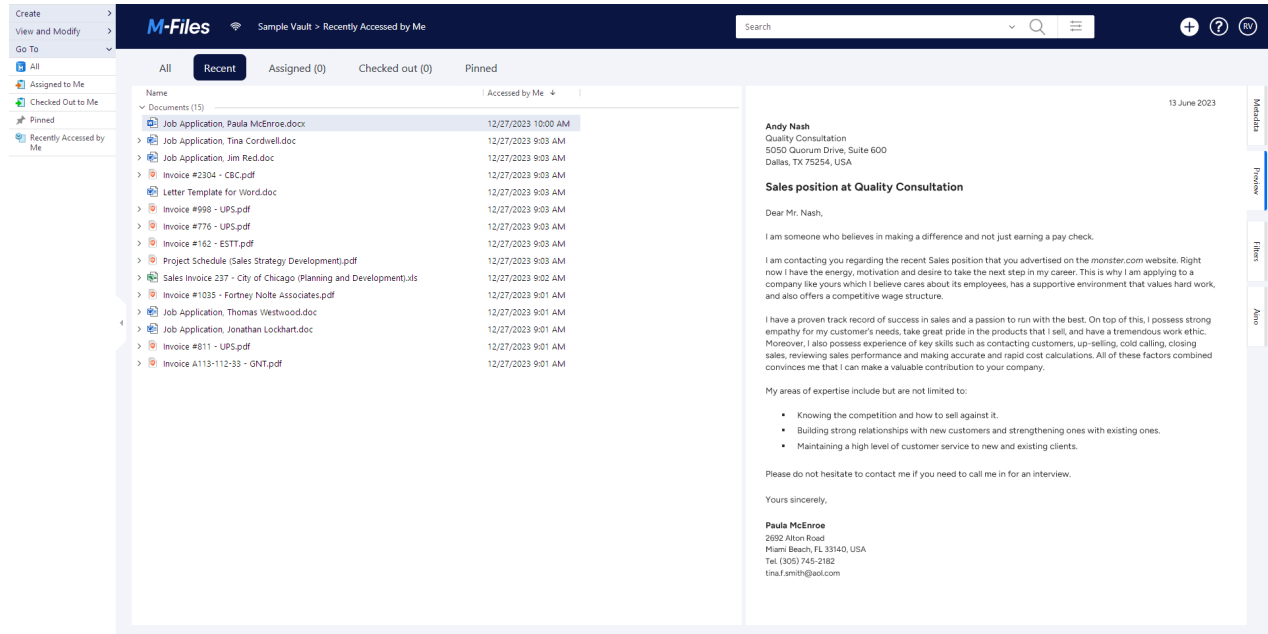 Create
View and Modify
Go To
All
Assigned to Me
Checked Out to Me
Pinned
Recently Accessed by
Me
M-Files
Sample Vault > Recently Accessed by Me
Search
RV
All
Recent
Assigned (0)
Checked out (0)
Pinned
Name
Accessed by Me
Documents (15)
Job Application, Paula McEnroe.docx 12/27/2023 10:00 AM
Job Application, Tina Cordwell.doc 12/27/2023 9:03 AM
Job Application, Jim Red.doc 12/27/2023 9:03 AM
Invoice #2304 - CBC.pdf 12/27/2023 9:03 AM
Letter Template for Word.doc 12/27/2023 9:03 AM
Invoice #998 - UPS.pdf 12/27/2023 9:03 AM
Invoice #776 - UPS.pdf 12/27/2023 9:03 AM
Invoice #162 - ESTT.pdf 12/27/2023 9:03 AM
Project Schedule (Sales Strategy Development).pdf 12/27/2023 9:03 AM
Sales Invoice 237 - City of Chicago (Planning and Development).xls 12/27/2023 9:02 AM
Invoice #1035 - Fortney Nolte Associates.pdf 12/27/2023 9:01 AM
Job Application, Thomas Westwood.doc 12/27/2023 9:01 AM
Job Application, Jonathan Lockhart.doc 12/27/2023 9:01 AM
Invoice #811 - UPS.pdf 12/27/2023 9:01 AM
Invoice A113-112-33 - GNT.pdf 12/27/2023 9:01 AM
13 June 2023
Andy Nash
Quality Consultation
5050 Quorum Drive, Suite 600
Dallas, TX 75254, USA
Sales position at Quality Consultation
Dear Mr. Nash,
I am someone who believes in making a difference and not just earning a pay check.
I am contacting you regarding the recent Sales position that you advertised on the monster.com website. Right
now I have the energy, motivation and desire to take the next step in my career. This is why I am applying to a
company like yours which I believe cares about its employees, has a supportive environment that values hard work,
and also offers a competitive wage structure.
I have a proven track record of success in sales and a passion to run with the best. On top of this, I possess strong
empathy for my customer's needs, take great pride in the products that I sell, and have a tremendous work ethic.
Moreover, I also possess experience of key skills such as contacting customers, up-selling, cold calling, closing
sales, reviewing sales performance and making accurate and rapid cost calculations. All of these factors combined
convinces me that I can make a valuable contribution to your company.
My areas of expertise include but are not limited to:
▪ Knowing the competition and how to sell against it.
▪ Building strong relationships with new customers and strengthening ones with existing ones.
▪ Maintaining a high level of customer service to new and existing clients.
Please do not hesitate to contact me if you need to call me in for an interview.
Yours sincerely,
Paula McEnroe
2692 Alton Road
Miami Beach, FL 33140, USA
Tel. (305) 745-2182
tina.f.smith@aol.com
Metadata
Preview
Filters
Aino